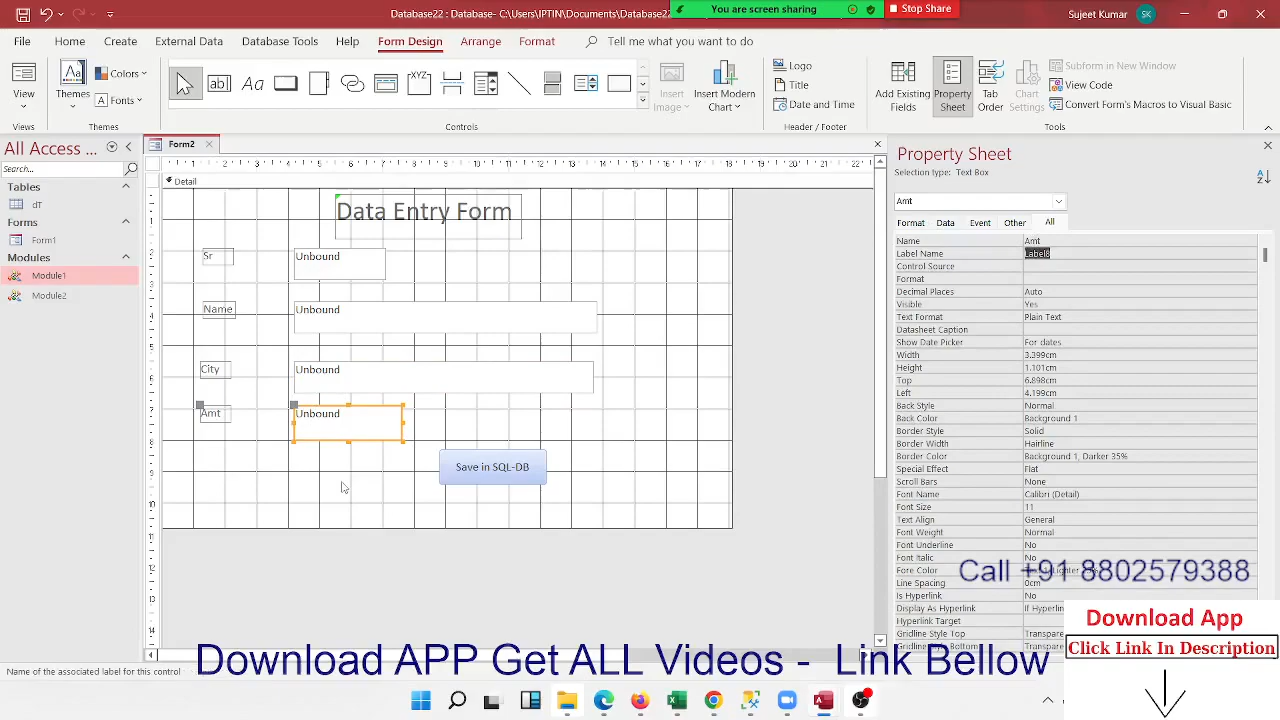 Database22 : Database- C:\Users\IPTIN\Documents\Database22
You are screen sharing
Stop Share
Sujeet Kumar
SK
File
Home
Create
External Data
Database Tools
Help
Form Design
Arrange
Format
Tell me what you want to do
View
Views
Themes
Colors
Fonts
Themes
ab
Aa
XYZ
Controls
Insert Image
Insert Modern Chart
Logo
Title
Date and Time
Header / Footer
Add Existing Fields
Property Sheet
Tab Order
Chart Settings
Subform in New Window
View Code
Convert Form's Macros to Visual Basic
Tools
All Access ...
Search...
Tables
dT
Forms
Form1
Modules
Module1
Module2
Form2
Detail
Data Entry Form
Sr
Unbound
Name
Unbound
City
Unbound
Amt
Unbound
Save in SQL-DB
Property Sheet
Selection type: Text Box
Amt
Format Data Event Other All
Name Amt
Label Name Label8
Control Source
Format
Decimal Places Auto
Visible Yes
Text Format Plain Text
Datasheet Caption
Show Date Picker For dates
Width 3.399cm
Height 1.101cm
Top 6.898cm
Left 4.199cm
Back Style Normal
Back Color Background 1
Border Style Solid
Border Width Hairline
Border Color Background 1, Darker 35%
Special Effect Flat
Scroll Bars None
Font Name Calibri (Detail)
Font Size 11
Text Align General
Font Weight Normal
Font Underline No
Font Italic No
Fore Color
Line Spacing 0cm
Is Hyperlink No
Display As Hyperlink If Hyperlin
Hyperlink Target
Gridline Style Top Transpare
Call +91 8802579388
Download App
Click Link In Description
Name of the associated label for this control
Download APP Get ALL Videos - Link Bellow